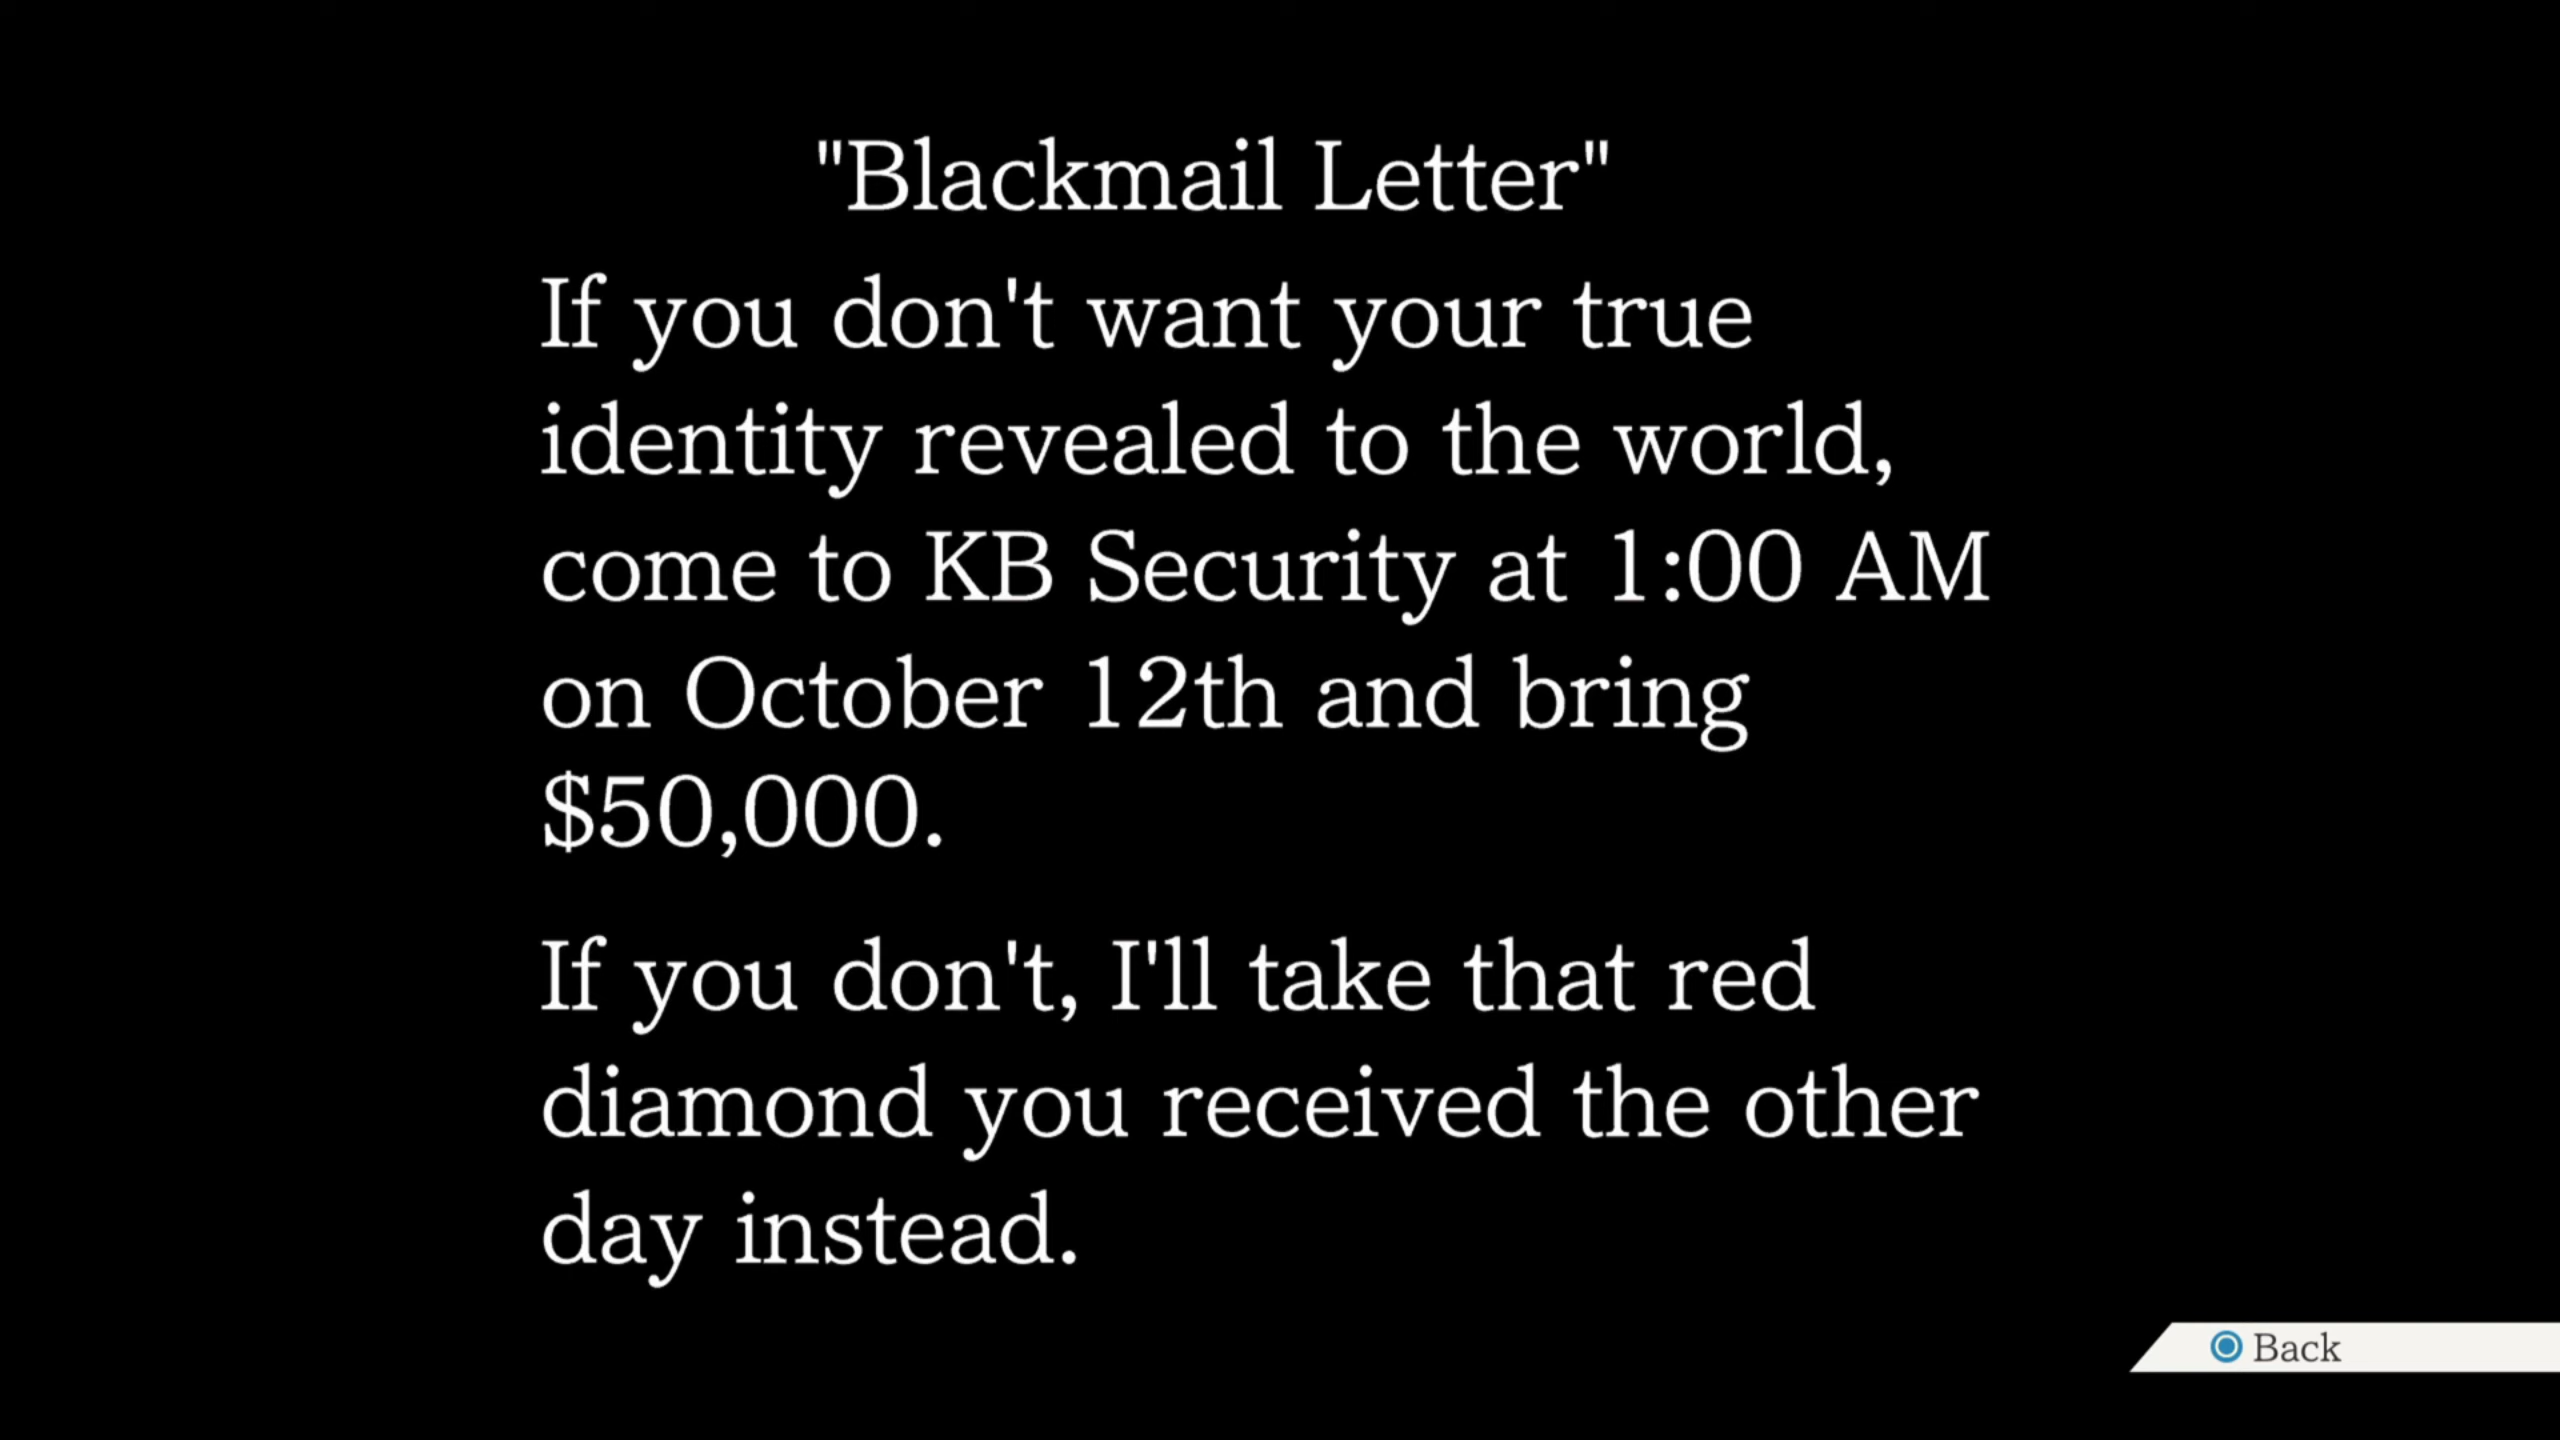 "Blackmail Letter"
If you don't want your true
identity revealed to the world,
come to KB Security at 1:00 AM
on October 12th and bring
$50,000.
If you don't, I'll take that red
diamond you received the other
day instead.
Back